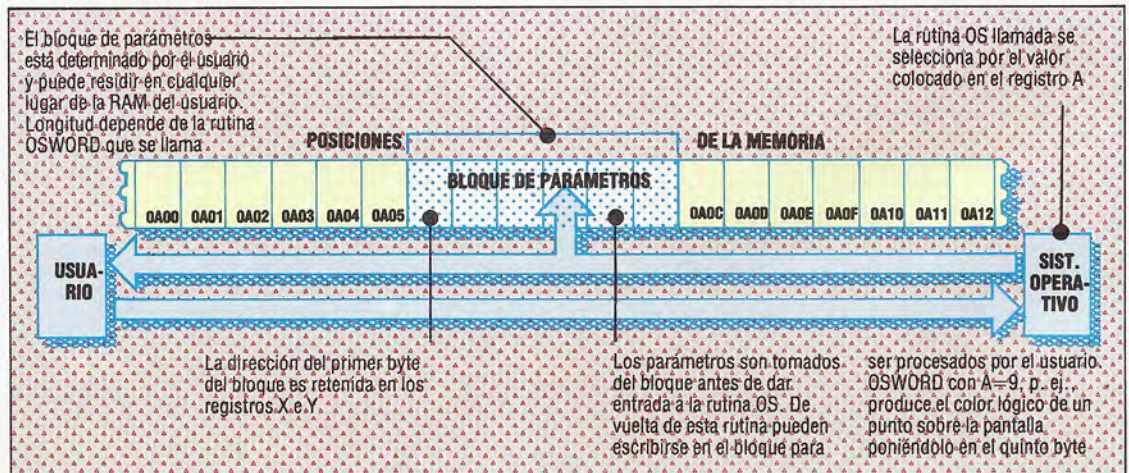 El bloque de parámetros
está determinado por el usuario
y puede residir en cualquier
lugar de la RAM del usuario.
Longitud depende de la rutina
OSWORD que se llama
La rutina OS llamada se
selecciona por el valor
colocado en el registro A
POSICIONES
DE LA MEMORIA
BLOQUE DE PARÁMETROS
0A00 0A01 0A02 0A03 0A04 0A05 0A0C 0A0D 0A0E 0A0F 0A10 0A11 0A12
USUA-
RIO
SIST.
OPERA-
TIVO
La dirección del primer byte
del bloque es retenida en los
registros X e Y
Los parámetros son tomados
del bloque antes de dar
entrada a la rutina OS. De
vuelta de esta rutina pueden
escribirse en el bloque para
ser procesados por el usuario.
OSWORD con A=9, p. ej.,
produce el color lógico de un
punto sobre la pantalla
poniéndolo en el quinto byte